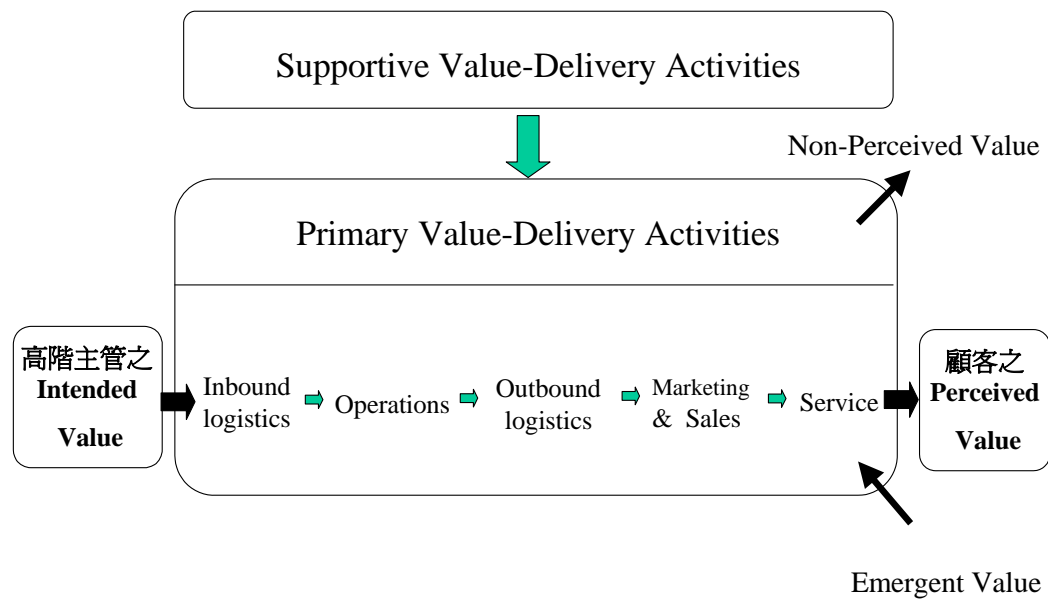 Supportive Value-Delivery Activities
Non-Perceived Value
Primary Value-Delivery Activities
高階主管之
Intended
Value
Inbound
logistics
Operations
Outbound
logistics
Marketing
& Sales
Service
顧客之
Perceived
Value
Emergent Value